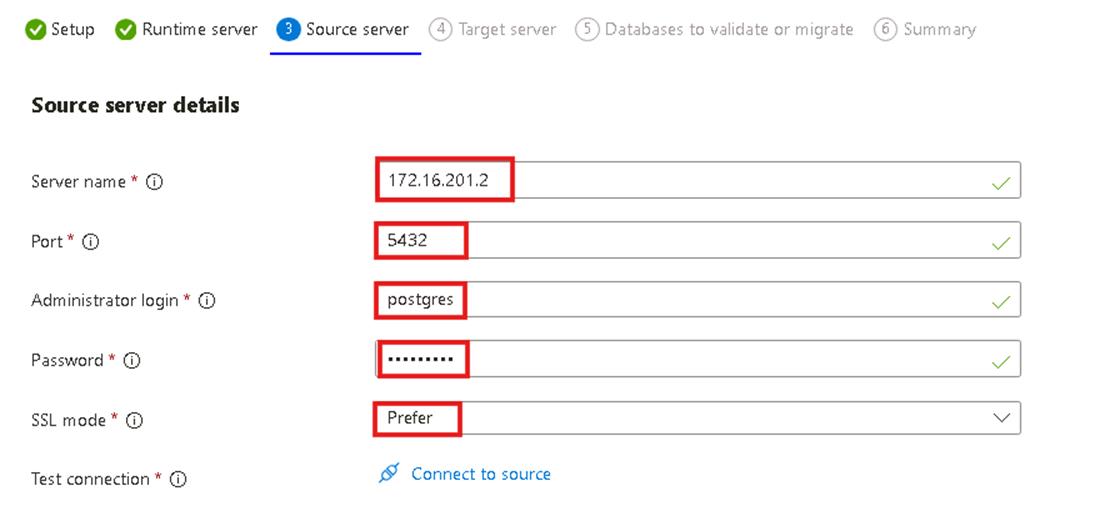 Setup Runtime server 3 Source server 4 Target server 5 Databases to validate or migrate 6 Summary
Source server details
Server name * 172.16.201.2
Port * 5432
Administrator login * postgres
Password * •••••••••
SSL mode * Prefer
Test connection * Connect to source